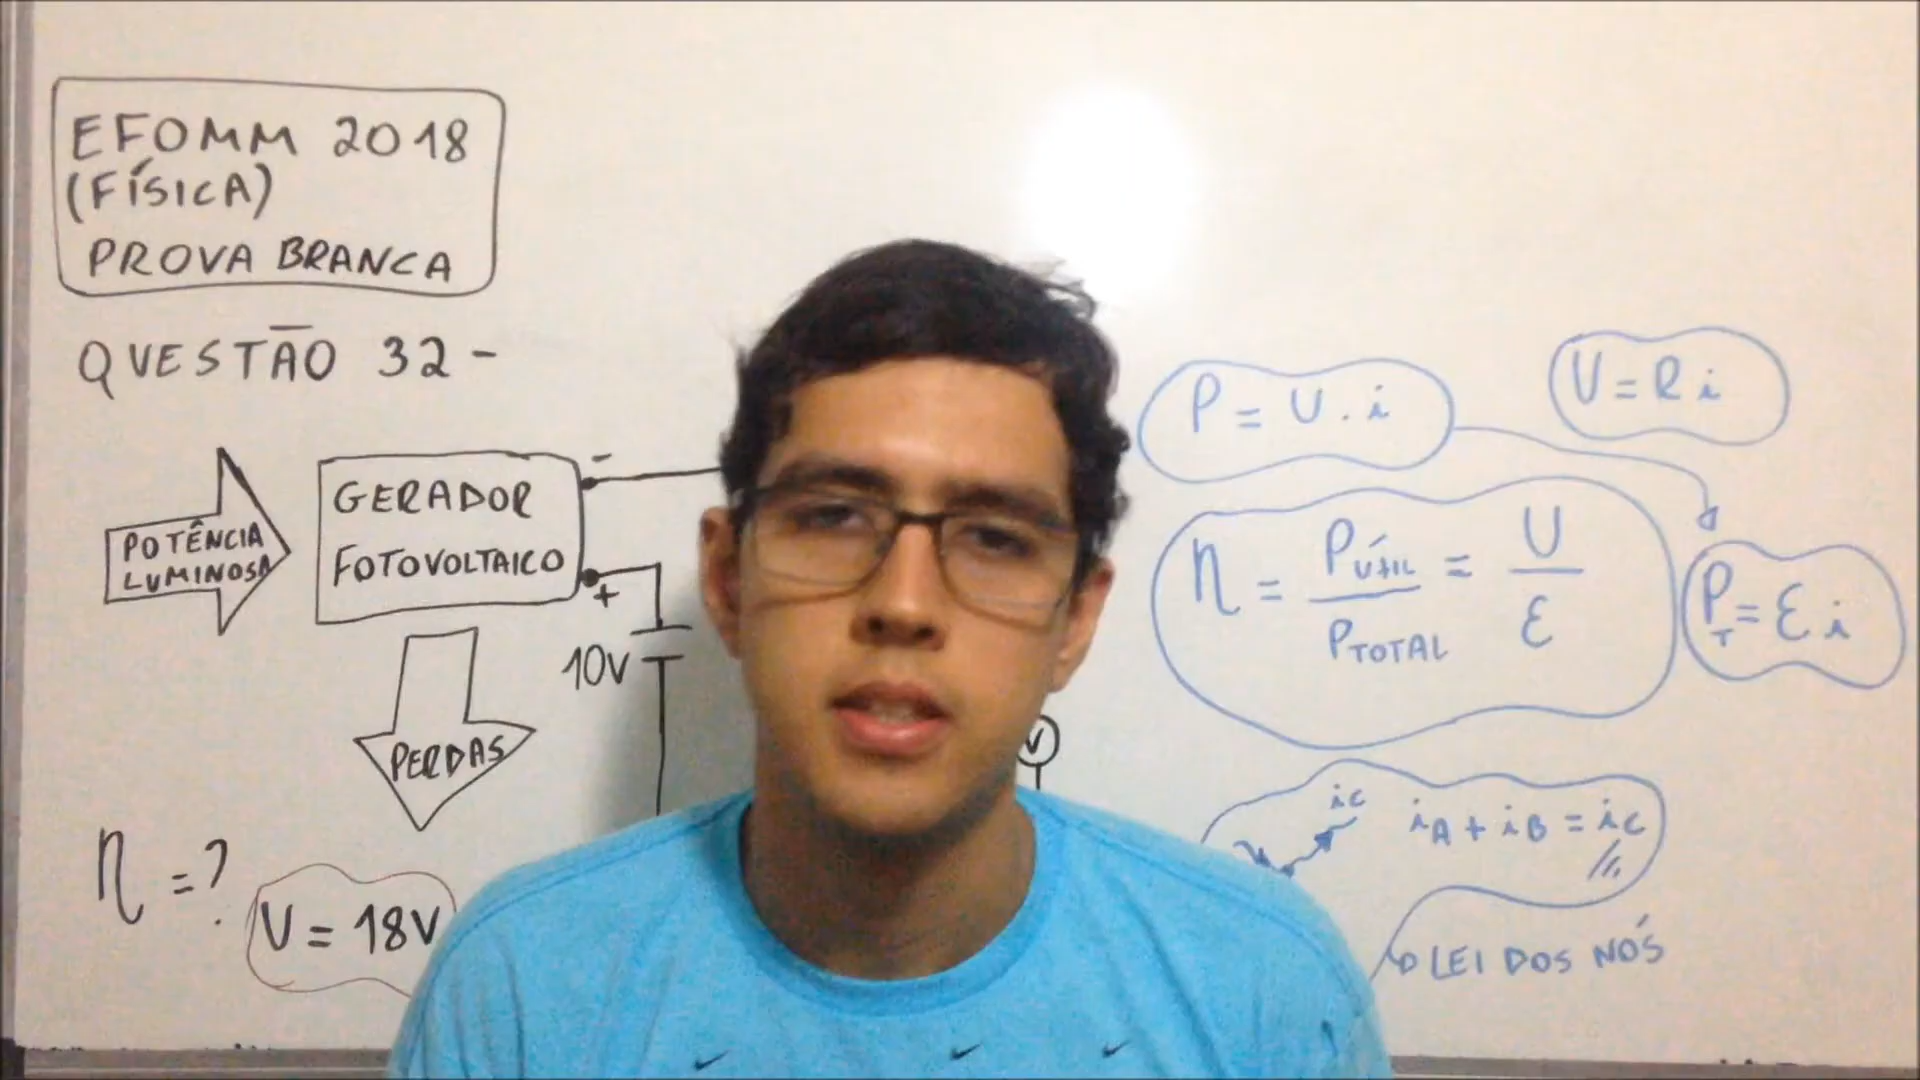 EFOMM 2018
(FÍSICA)
PROVA BRANCA
QUESTÃO 32 -
POTÊNCIA
LUMINOSA
GERADOR
FOTOVOLTAICO
-
+
10V
PERDAS
η = ?
U = 18V
V
P = U . i
U = R i
η = PÚTIL / PTOTAL = U / ε
PT = ε i
iC
iA + iB = iC
LEI DOS NÓS